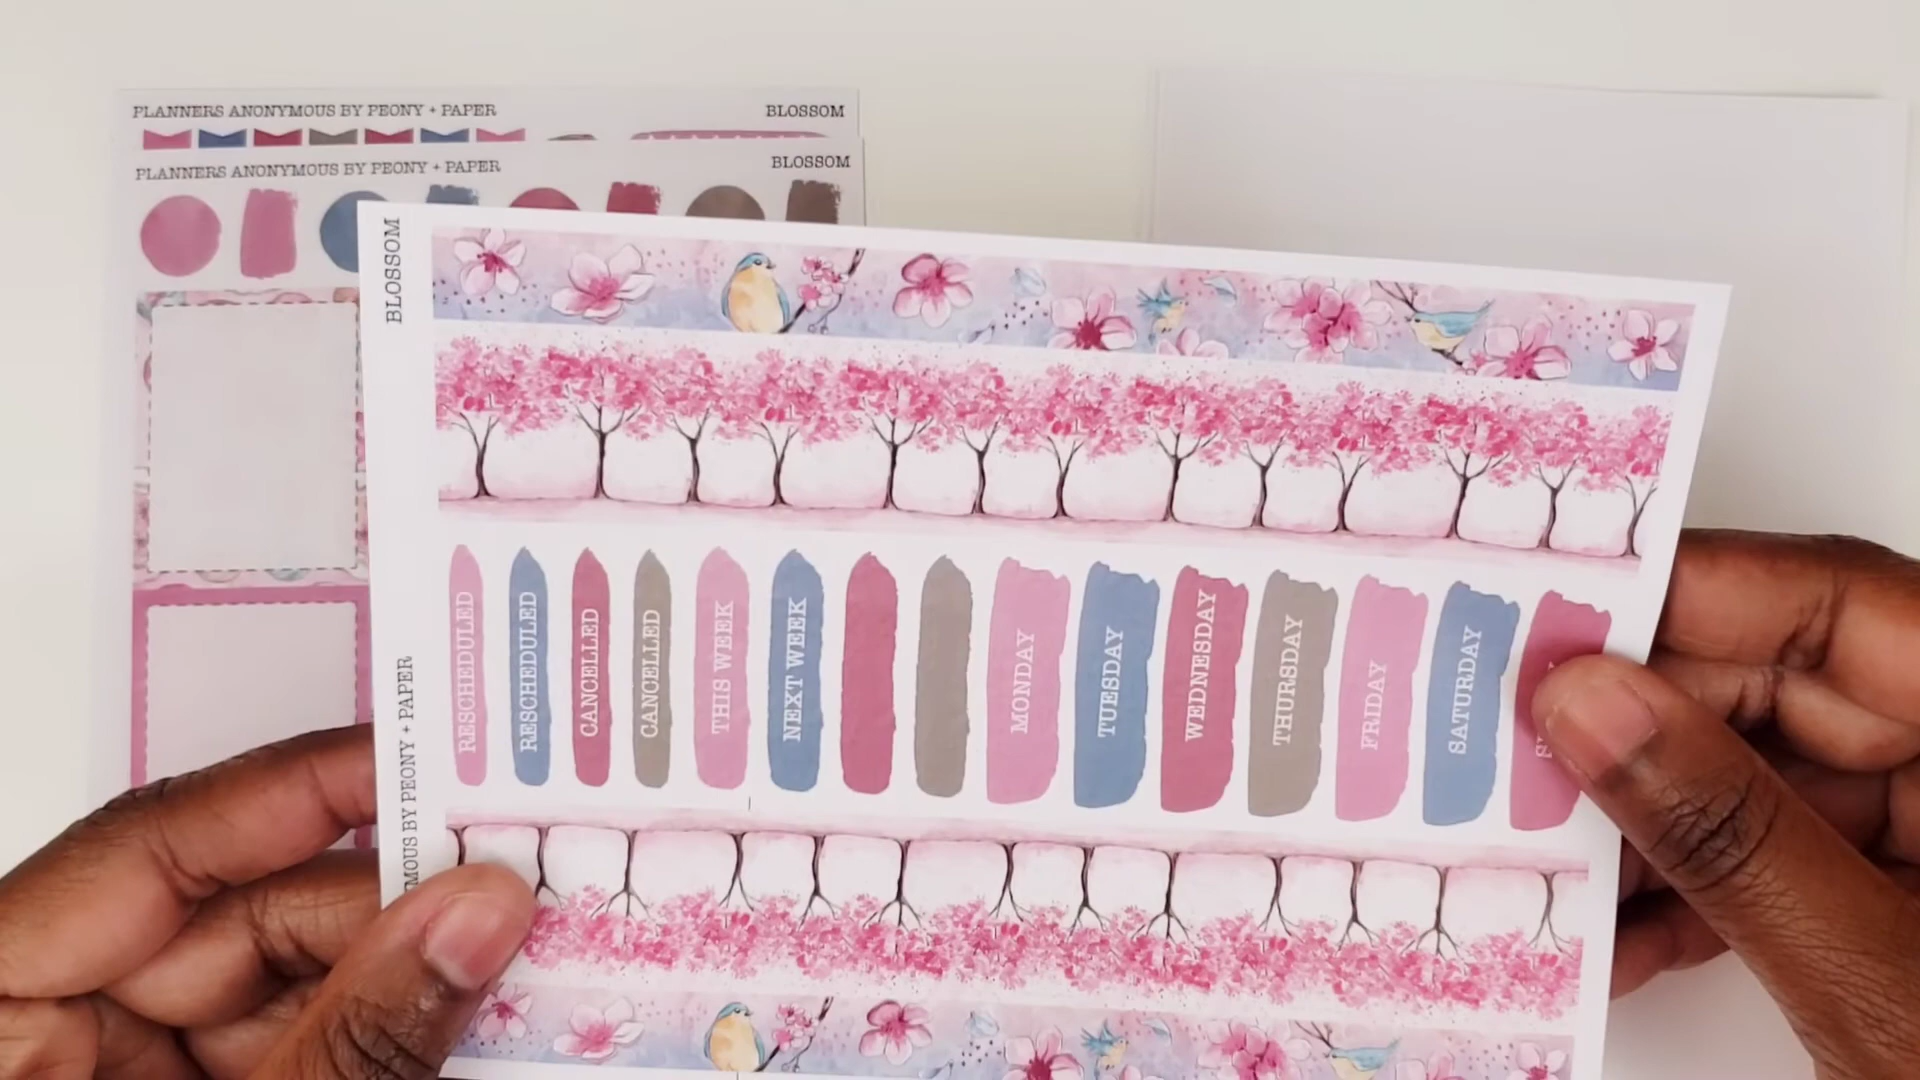 PLANNERS ANONYMOUS BY PEONY + PAPER
BLOSSOM
PLANNERS ANONYMOUS BY PEONY + PAPER
BLOSSOM
BLOSSOM
BY PEONY + PAPER
RESCHEDULED
RESCHEDULED
CANCELLED
CANCELLED
THIS WEEK
NEXT WEEK
MONDAY
TUESDAY
WEDNESDAY
THURSDAY
FRIDAY
SATURDAY